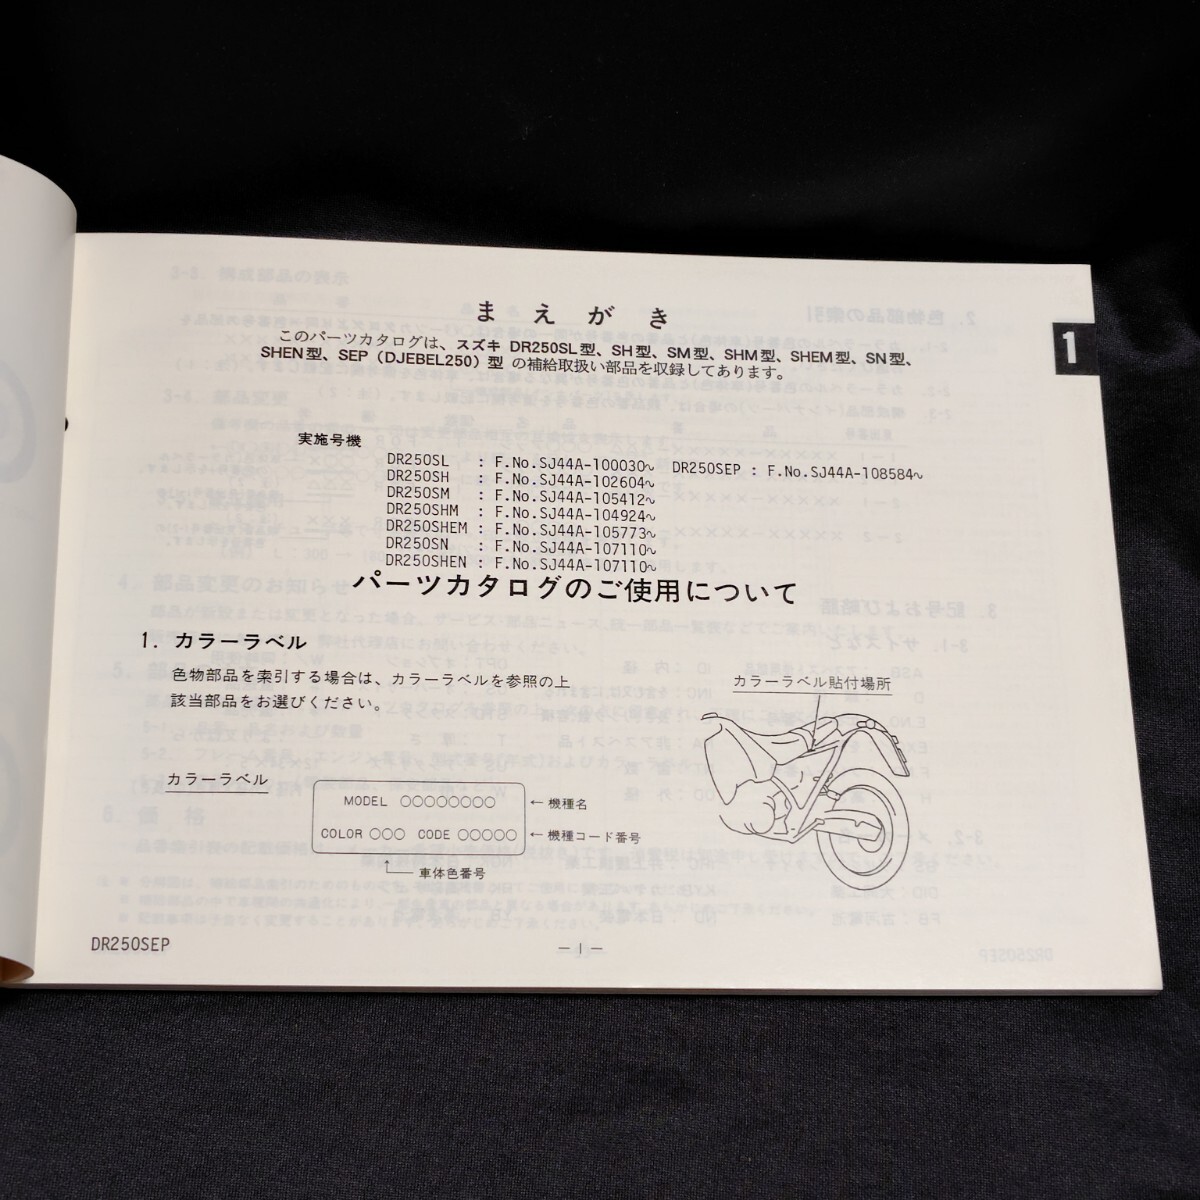 まえがき
このパーツカタログは、スズキ DR250SL型、SH型、SM型、SHM型、SHEM型、SN型、
SHEN型、SEP（DJEBEL250）型 の補給取扱い部品を収録してあります。
1
実施号機
DR250SL : F.No.SJ44A-100030～ DR250SEP : F.No.SJ44A-108584～
DR250SH : F.No.SJ44A-102604～
DR250SM : F.No.SJ44A-105412～
DR250SHM : F.No.SJ44A-104924～
DR250SHEM : F.No.SJ44A-105773～
DR250SN : F.No.SJ44A-107110～
DR250SHEN : F.No.SJ44A-107110～
パーツカタログのご使用について
1. カラーラベル
色物部品を索引する場合は、カラーラベルを参照の上
該当部品をお選びください。
カラーラベル貼付場所
カラーラベル
MODEL ○○○○○○○○ ←機種名
COLOR ○○○ CODE ○○○○○ ←機種コード番号
車体色番号
DR250SEP
－1－